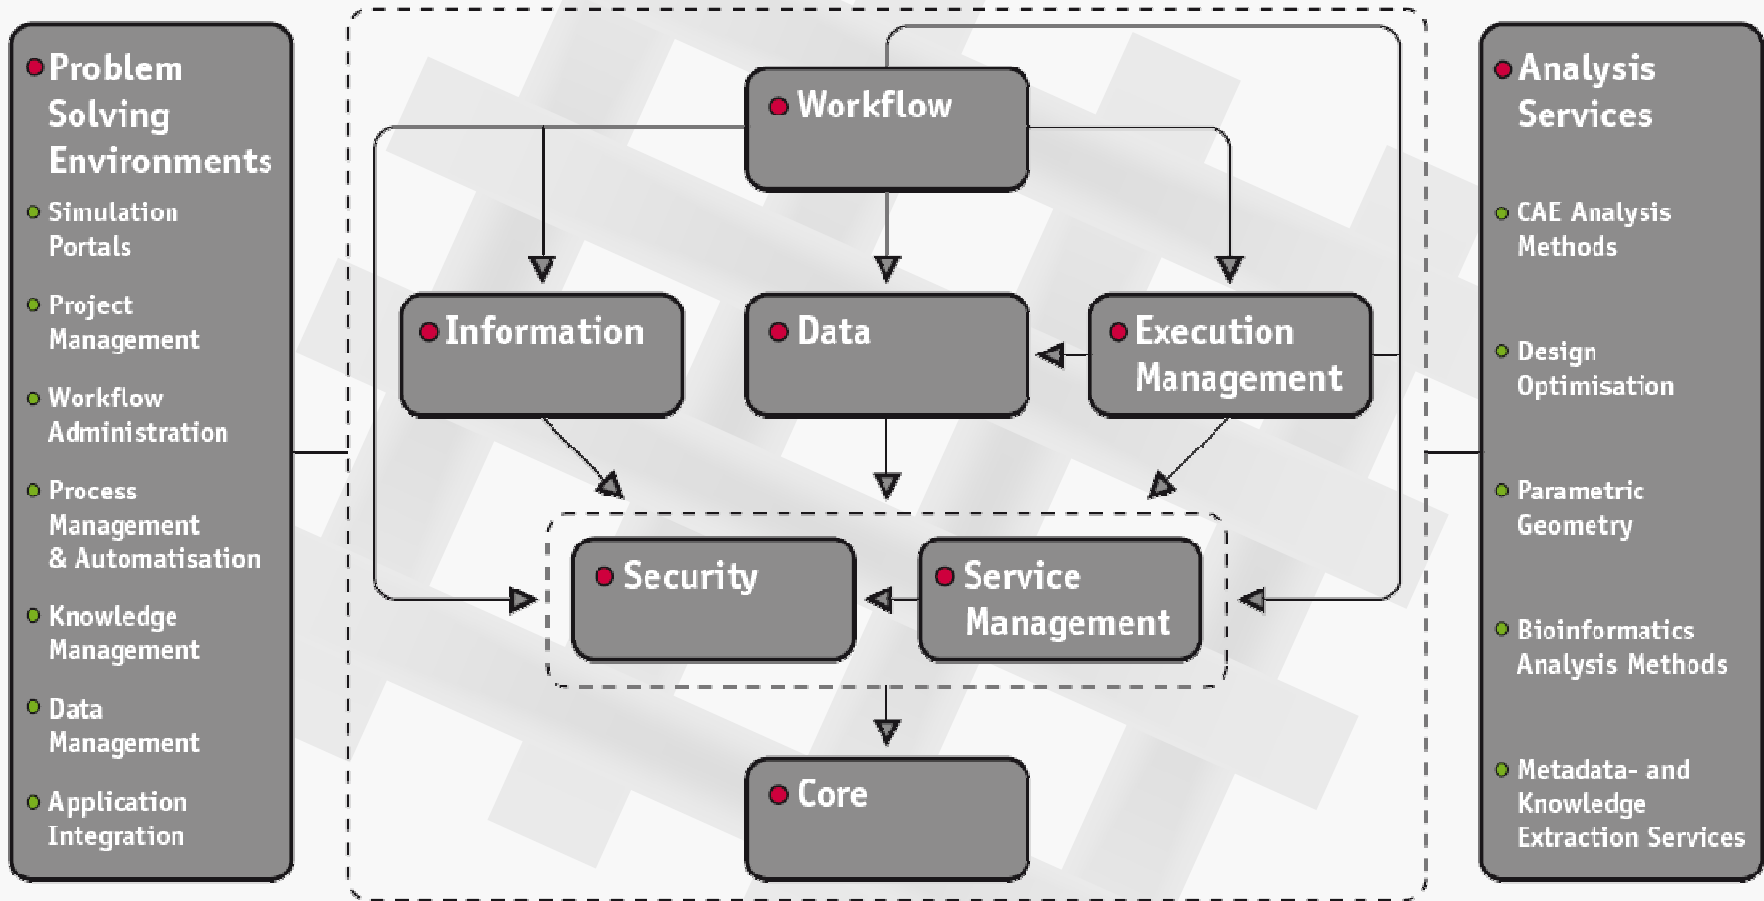 Problem
Solving
Environments
Simulation
Portals
Project
Management
Workflow
Administration
Process
Management
& Automatisation
Knowledge
Management
Data
Management
Application
Integration
Workflow
Information
Data
Execution
Management
Security
Service
Management
Core
Analysis
Services
CAE Analysis
Methods
Design
Optimisation
Parametric
Geometry
Bioinformatics
Analysis Methods
Metadata- and
Knowledge
Extraction Services